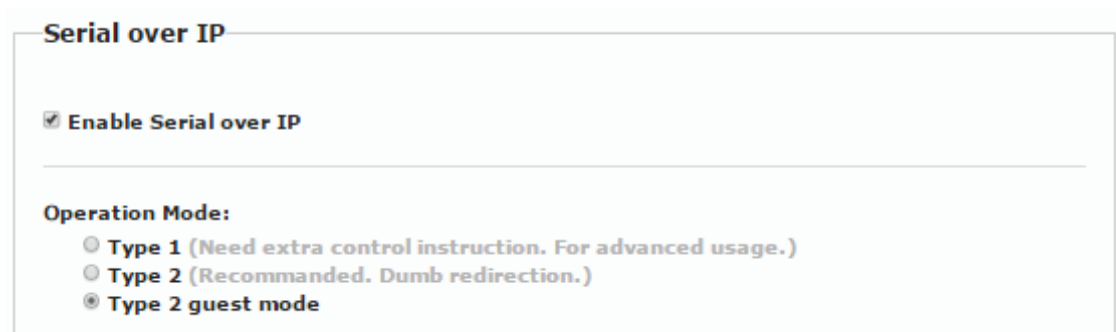 Serial over IP
Enable Serial over IP
Operation Mode:
Type 1 (Need extra control instruction. For advanced usage.)
Type 2 (Recommanded. Dumb redirection.)
Type 2 guest mode